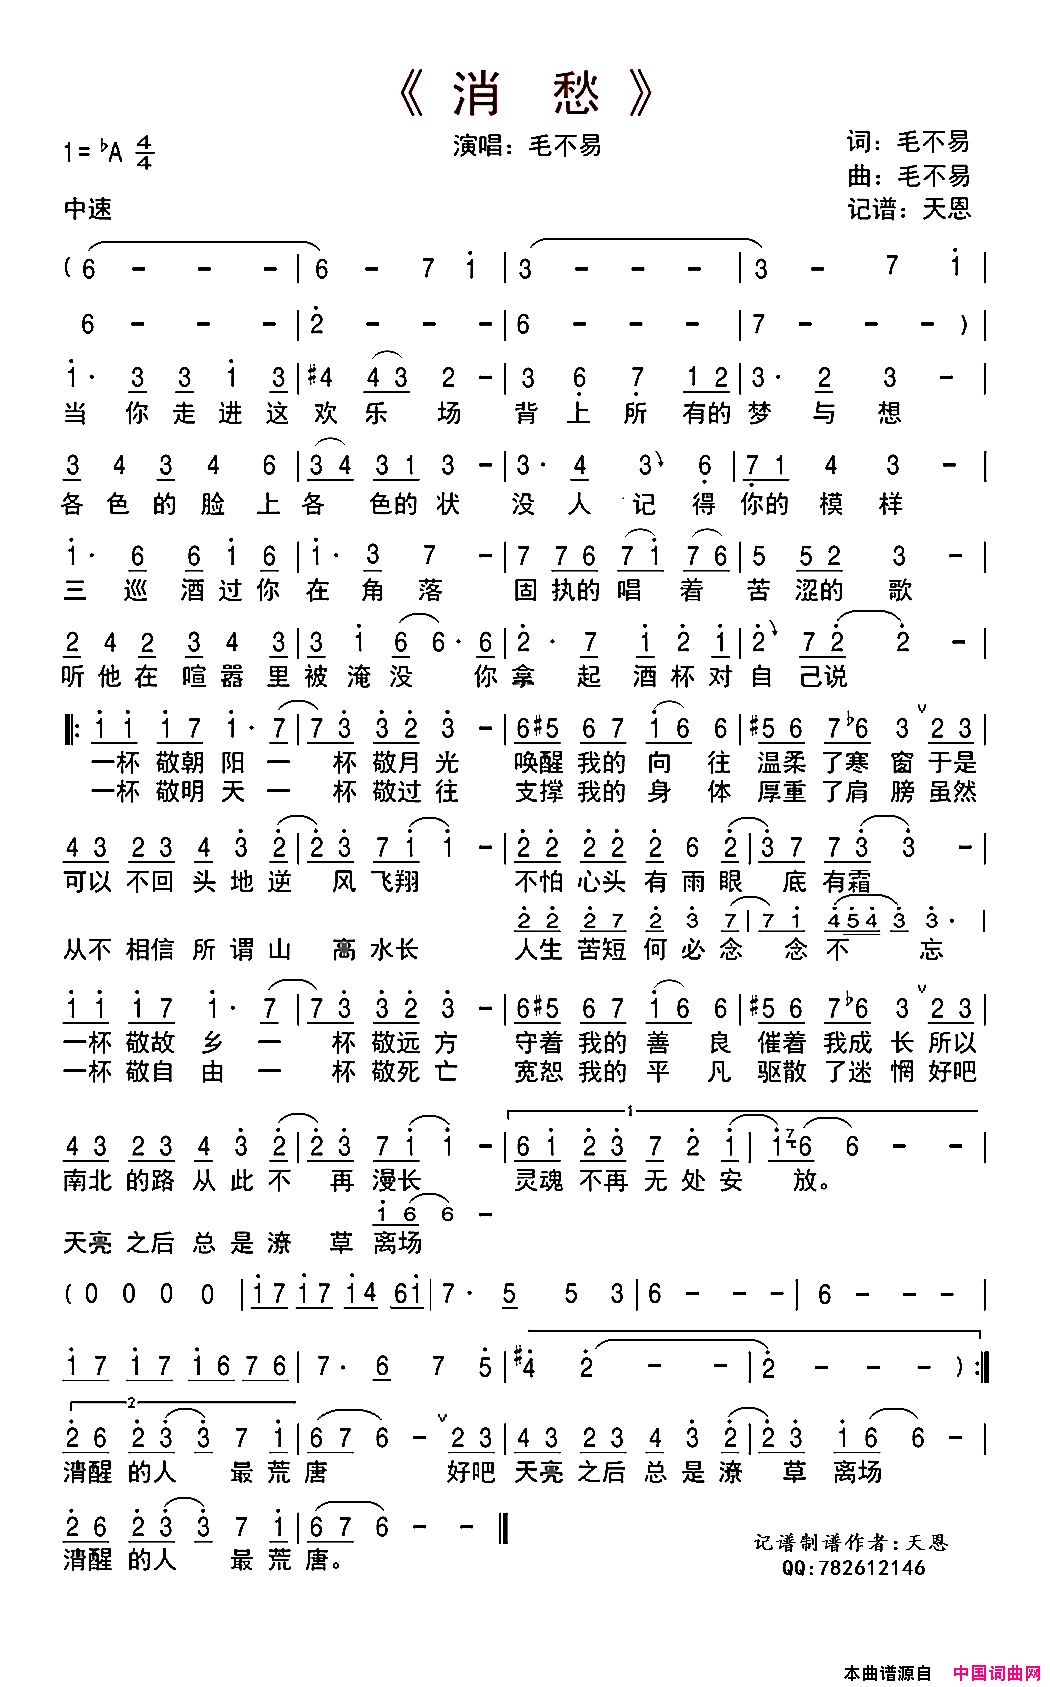 《 消 愁 》
1= ♭A 4/4
演唱：毛不易
词：毛不易
曲：毛不易
中速
记谱：天恩
( 6 - - - | 6 - 7 i | 3 - - - | 3 - 7 i |
6 - - - | 2 - - - | 6 - - - | 7 - - - ) |
i· 3 3 i 3 | #4 4 3 2 - | 3 6 7 1 2 | 3· 2 3 - |
当 你 走 进 这 欢 乐 场 背 上 所 有的 梦 与 想
3 4 3 4 6 | 3 4 3 1 3 - | 3· 4 3 6 | 7 1 4 3 - |
各 色 的 脸 上 各 色的 状 没 人 记 得 你的 模 样
i· 6 6 i 6 | i· 3 7 - | 7 7 6 7 i 7 6 | 5 5 2 3 - |
三 巡 酒 过 你 在 角 落 固 执的 唱 着 苦 涩的 歌
2 4 2 3 4 3 | 3 i 6 6· 6 | 2· 7 i 2 i | 2 7 2 2 - |
听 他 在 喧 嚣 里 被 淹 没 你 拿 起 酒 杯 对 自 己说
‖: i i i 7 i· 7 | 7 3 3 2 3 - | 6 #5 6 7 i 6 6 | #5 6 7 ♭6 3 ∨ 2 3 |
一杯 敬朝 阳 一 杯 敬月 光 唤醒 我的 向 往 温柔 了寒 窗 于是
一杯 敬明 天 一 杯 敬过 往 支撑 我的 身 体 厚重 了肩 膀 虽然
4 3 2 3 4 3 2 | 2 3 7 i i - | 2 2 2 2 2 6 2 | 3 7 7 3 3 - |
可以 不回 头 地 逆 风 飞翔 不怕 心头 有 雨 眼 底 有霜
2 2 2 7 2 3 7 | 7 i 4 5 4 3 3· |
从不 相信 所 谓 山 高 水长 人生 苦短 何 必 念 念 不 忘
i i i 7 i· 7 | 7 3 3 2 3 - | 6 #5 6 7 i 6 6 | #5 6 7 ♭6 3 ∨ 2 3 |
一杯 敬故 乡 一 杯 敬远 方 守着 我的 善 良 催着 我成 长 所以
一杯 敬自 由 一 杯 敬死 亡 宽恕 我的 平 凡 驱散 了迷 惘 好吧
1
4 3 2 3 4 3 2 | 2 3 7 i i - | 6 i 2 3 7 2 i | i 7 6 6 - - |
南北 的路 从 此 不 再 漫长 灵魂 不再 无 处 安 放。
i 6 6 -
天亮 之后 总 是 潦 草 离场
( 0 0 0 0 | i 7 i 7 i 4 6 i | 7· 5 5 3 | 6 - - - | 6 - - - |
i 7 i 7 i 6 7 6 | 7· 6 7 5 | #4 2 - - | 2 - - - ) :‖
2
2 6 2 3 3 7 i | 6 7 6 - ∨ 2 3 | 4 3 2 3 4 3 2 | 2 3 i 6 6 - |
清醒 的人 最 荒 唐 好吧 天亮 之后 总 是 潦 草 离场
2 6 2 3 3 7 i | 6 7 6 - - ‖
清醒 的人 最 荒 唐。
记谱制谱作者：天恩
QQ:782612146
本曲谱源自 中国词曲网